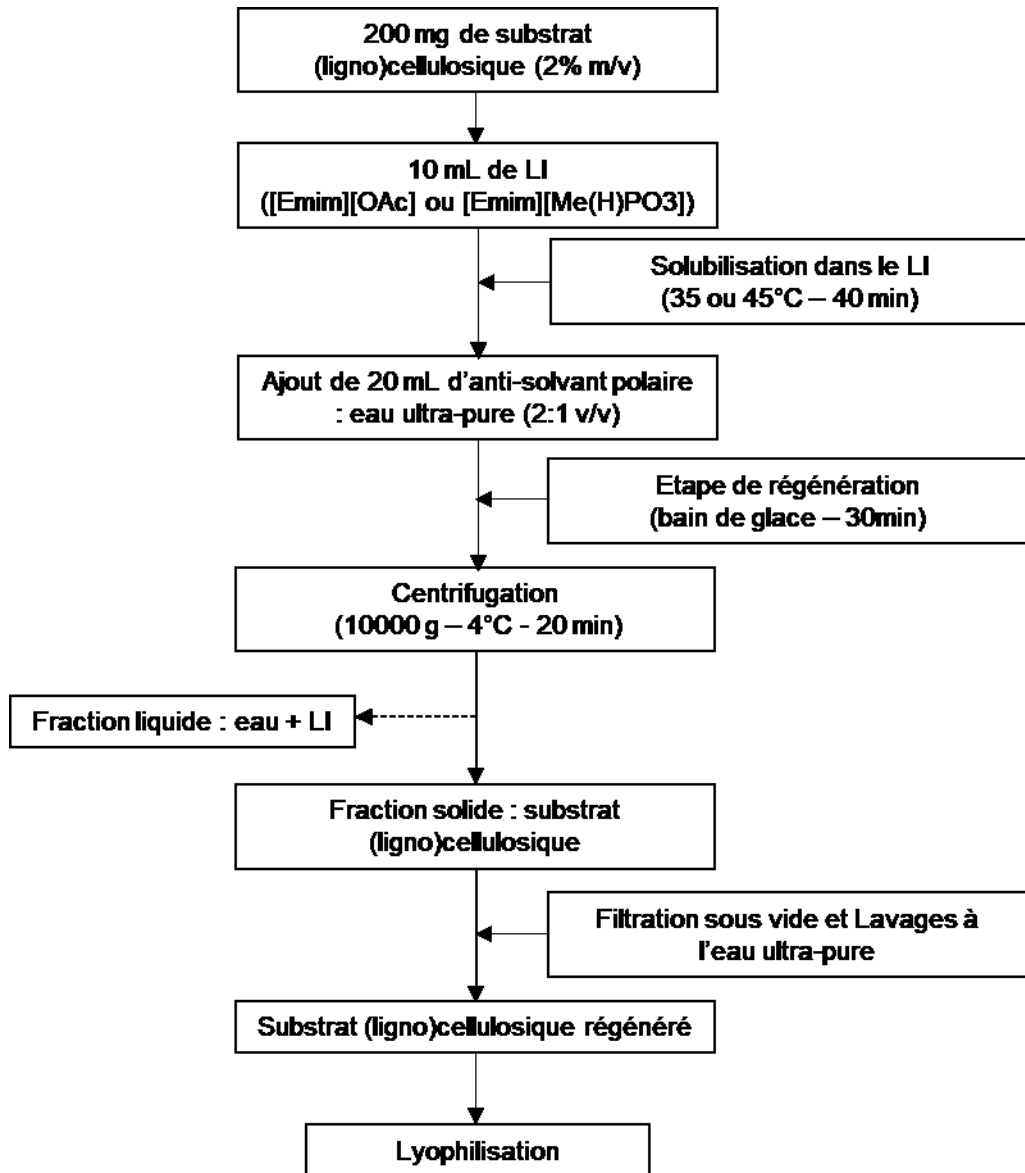 200 mg de substrat
(ligno)cellulosique (2% m/v)
10 mL de LI
([Emim][OAc] ou [Emim][Me(H)PO3])
Solubilisation dans le LI
(35 ou 45°C – 40 min)
Ajout de 20 mL d'anti-solvant polaire
: eau ultra-pure (2:1 v/v)
Etape de régénération
(bain de glace – 30min)
Centrifugation
(10000 g – 4°C - 20 min)
Fraction liquide : eau + LI
Fraction solide : substrat
(ligno)cellulosique
Filtration sous vide et Lavages à
l'eau ultra-pure
Substrat (ligno)cellulosique régénéré
Lyophilisation